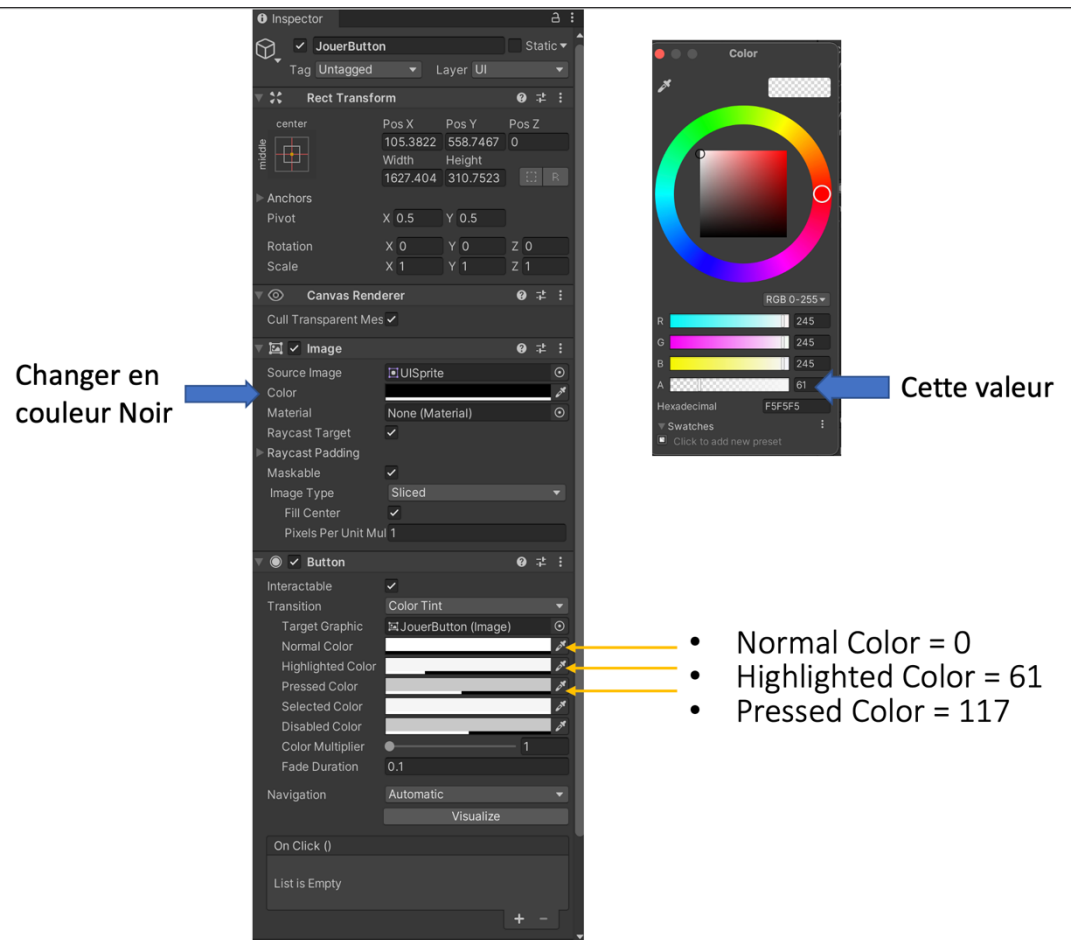 Inspector
JouerButton Static
Tag Untagged Layer UI
Rect Transform
center Pos X Pos Y Pos Z
middle 105.3822 558.7467 0
Width Height
1627.404 310.7523 R
Anchors
Pivot X 0.5 Y 0.5
Rotation X 0 Y 0 Z 0
Scale X 1 Y 1 Z 1
Canvas Renderer
Cull Transparent Mes
Image
Source Image UISprite
Color
Material None (Material)
Raycast Target
Raycast Padding
Maskable
Image Type Sliced
Fill Center
Pixels Per Unit Mul 1
Button
Interactable
Transition Color Tint
Target Graphic JouerButton (Image)
Normal Color
Highlighted Color
Pressed Color
Selected Color
Disabled Color
Color Multiplier 1
Fade Duration 0.1
Navigation Automatic
Visualize
On Click ()
List is Empty
+ −
Changer en
couleur Noir
Color
RGB 0-255
R 245
G 245
B 245
A 61
Hexadecimal F5F5F5
Swatches
Click to add new preset
Cette valeur
• Normal Color = 0
• Highlighted Color = 61
• Pressed Color = 117